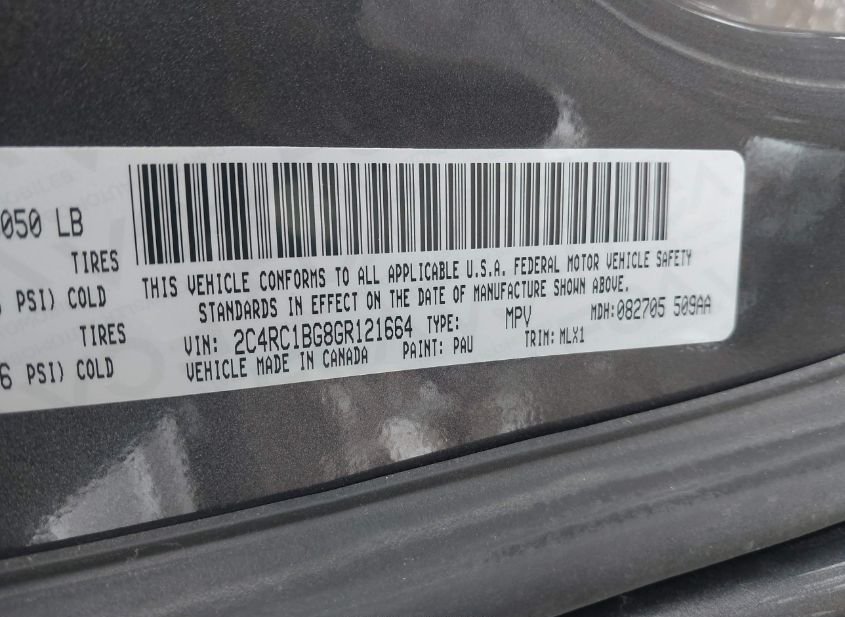 050 LB
TIRES
PSI) COLD
TIRES
6 PSI) COLD
THIS VEHICLE CONFORMS TO ALL APPLICABLE U.S.A. FEDERAL MOTOR VEHICLE SAFETY
STANDARDS IN EFFECT ON THE DATE OF MANUFACTURE SHOWN ABOVE.
VIN: 2C4RC1BG8GR121664 TYPE: MPV MDH:082705 509AA
VEHICLE MADE IN CANADA PAINT: PAU TRIM: MLX1